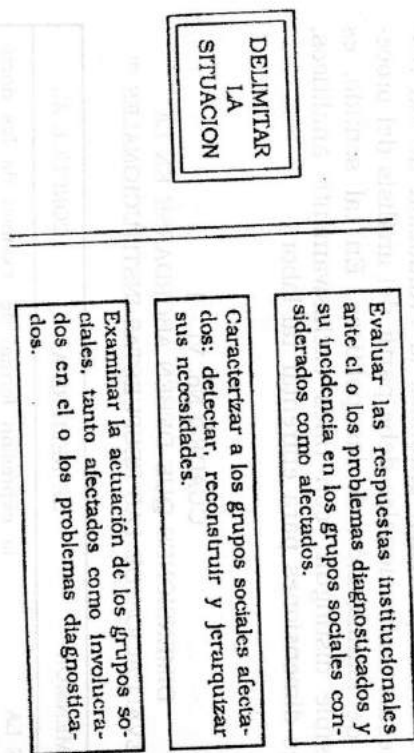 DELIMITAR
LA
SITUACION
Evaluar las respuestas institucionales
ante el o los problemas diagnosticados y
su incidencia en los grupos sociales con-
siderados como afectados.
Caracterizar a los grupos sociales afecta-
dos: detectar, reconstruir y jerarquizar
sus necesidades.
Examinar la actuación de los grupos so-
ciales, tanto afectados como involucra-
dos en el o los problemas diagnostica-
dos.